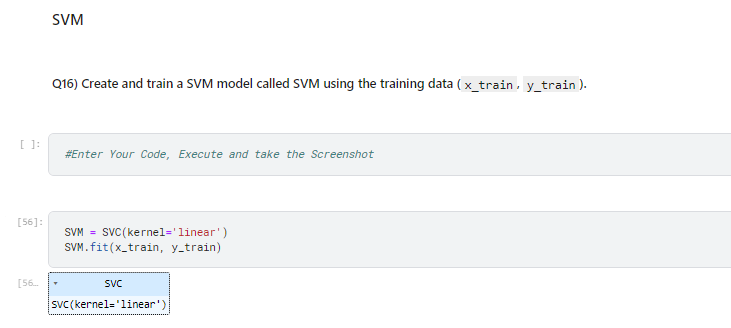 SVM
Q16) Create and train a SVM model called SVM using the training data ( x_train, y_train).
[ ]:
#Enter Your Code, Execute and take the Screenshot
[56]:
SVM = SVC(kernel='linear')
SVM.fit(x_train, y_train)
[56…
SVC
SVC(kernel='linear')